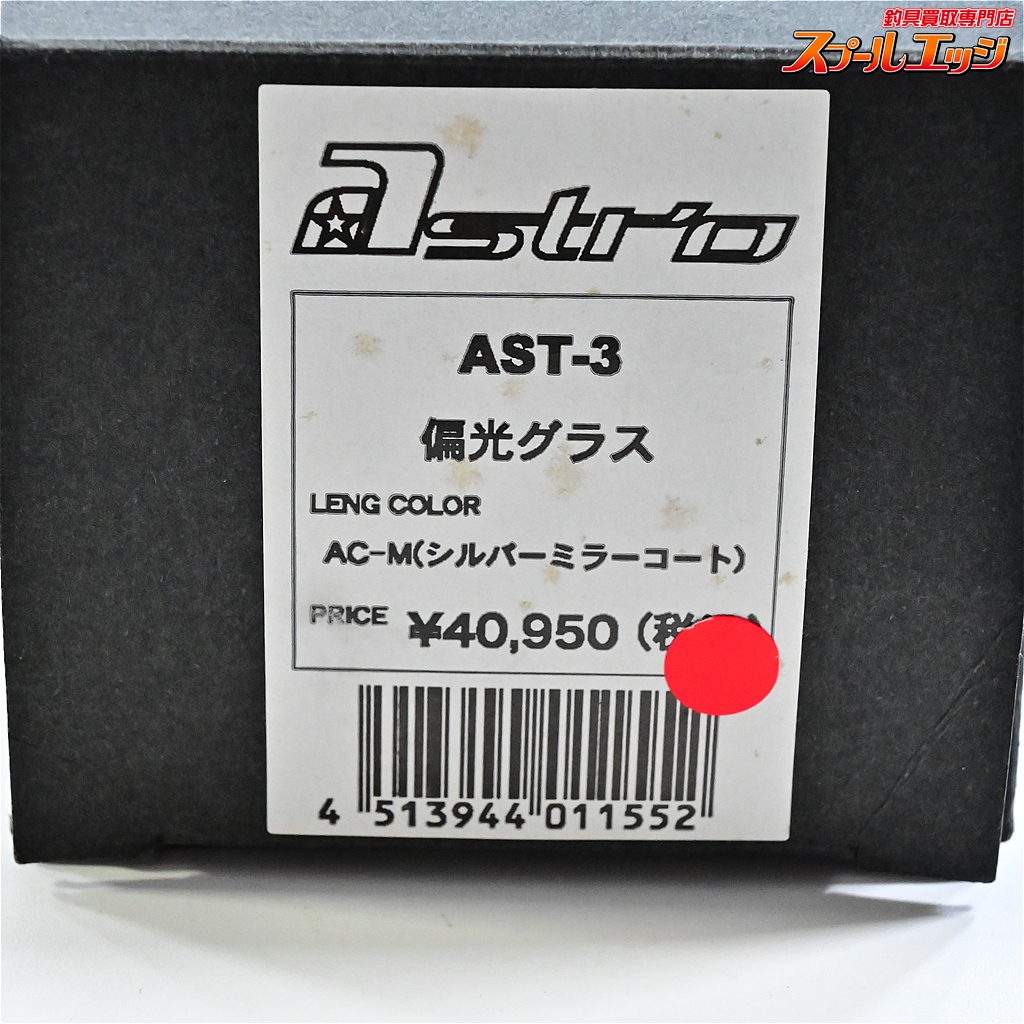 釣具買取専門店
スプールエッジ
astro
AST-3
偏光グラス
LENG COLOR
AC-M(シルバーミラーコート)
PRICE ¥40,950 (税
4 513944 011552